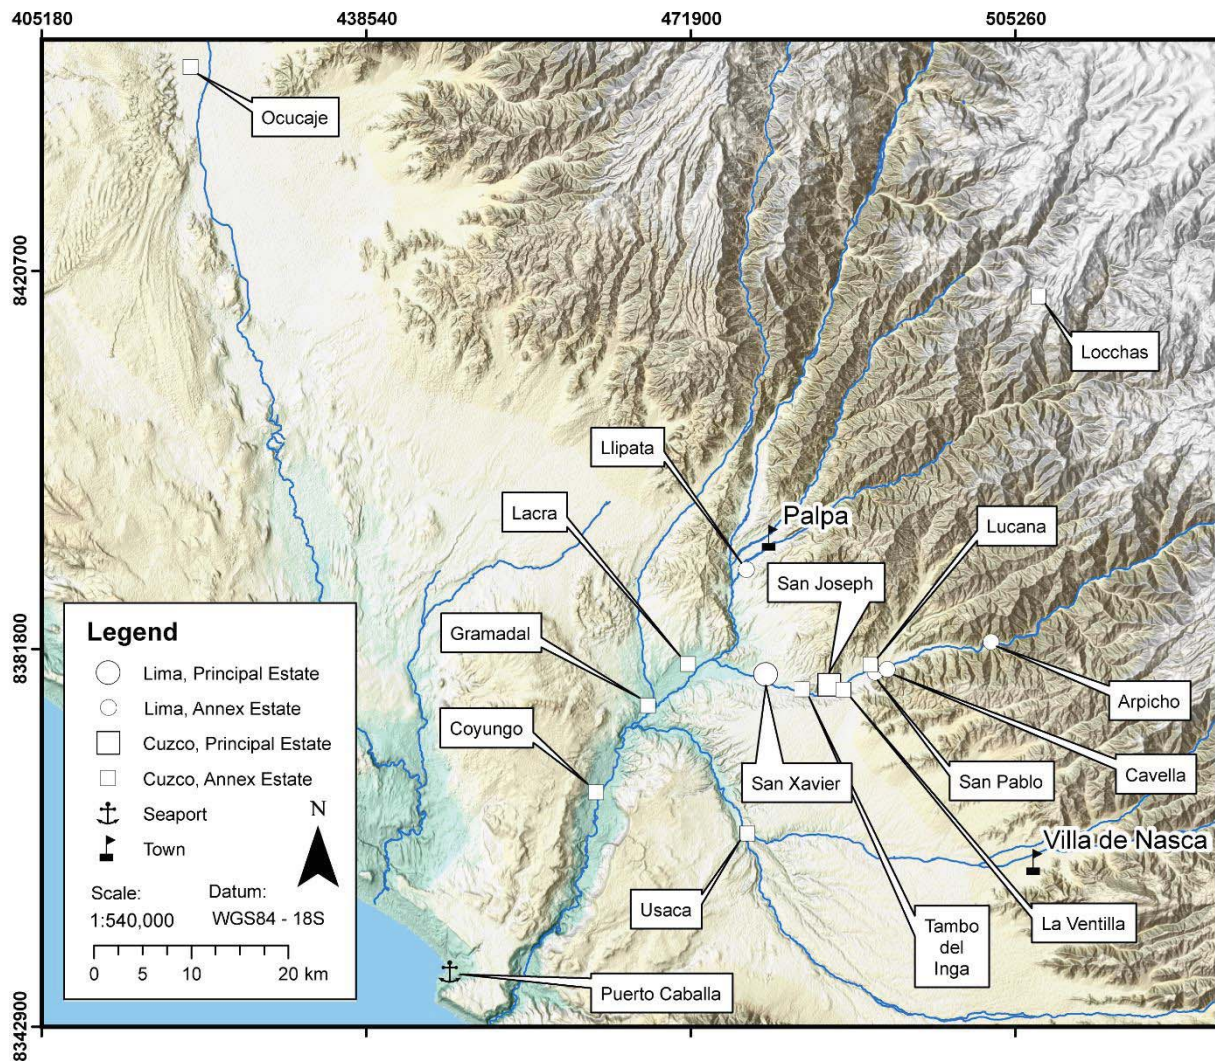 405180
438540
471900
505260
8420700
8381800
8342900
Ocucaje
Locchas
Llipata
Palpa
Lacra
Lucana
San Joseph
Gramadal
Arpicho
Coyungo
San Xavier
San Pablo
Cavella
Villa de Nasca
Usaca
Tambo
del
Inga
La Ventilla
Puerto Caballa
Legend
Lima, Principal Estate
Lima, Annex Estate
Cuzco, Principal Estate
Cuzco, Annex Estate
Seaport
Town
N
Scale:
1:540,000
Datum:
WGS84 - 18S
0 5 10 20 km